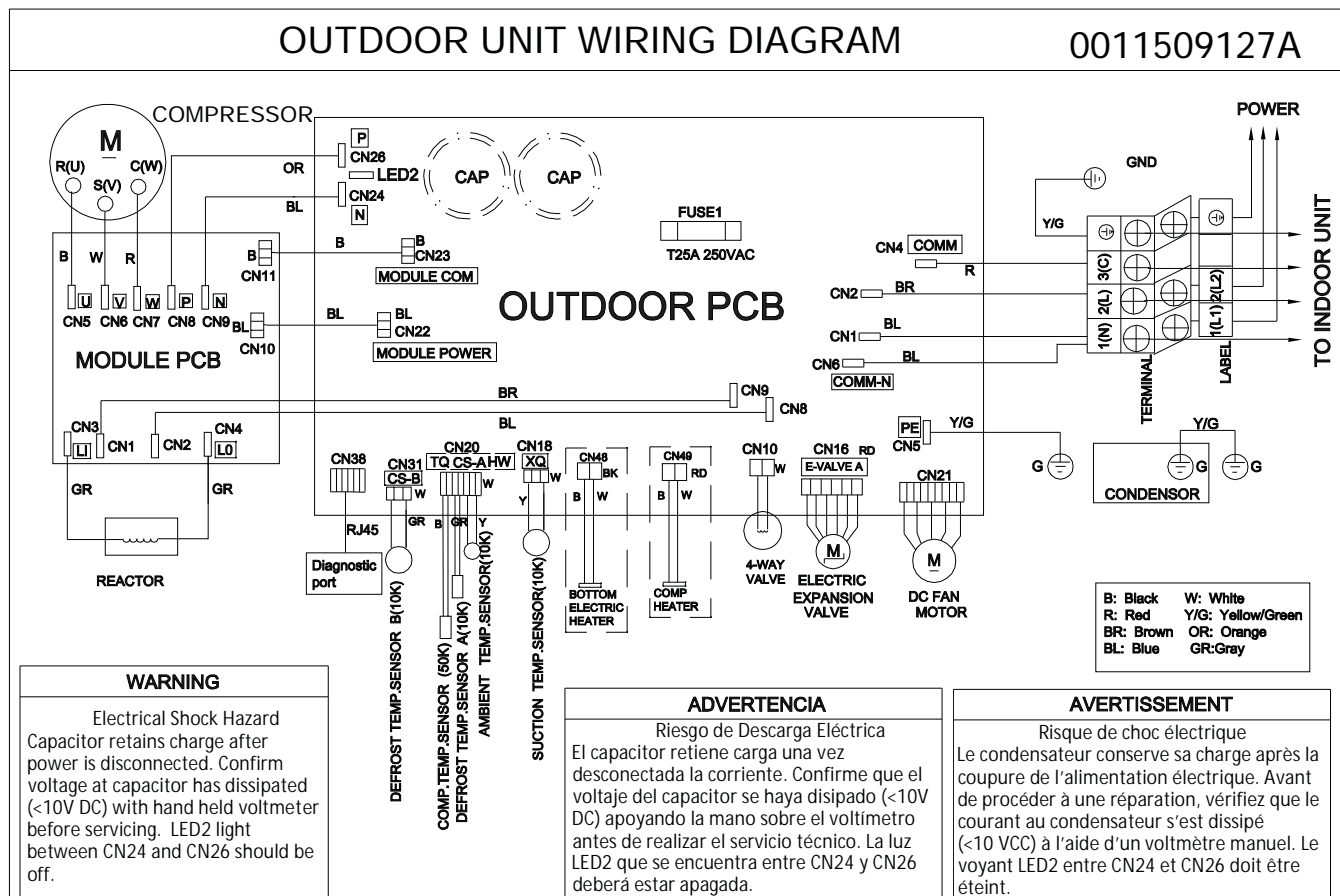 OUTDOOR UNIT WIRING DIAGRAM
0011509127A
COMPRESSOR
M
R(U)
C(W)
S(V)
P
CN26
OR
LED2
CAP
CAP
CN24
BL
N
POWER
GND
FUSE1
T25A 250VAC
Y/G
TO INDOOR UNIT
B
W
R
B
CN11
B
B
CN23
MODULE COM
CN4
COMM
R
3(C)
CN2
BR
2(L)
2(L2)
U
V
W
P
N
CN5
CN6
CN7
CN8
CN9
BL
CN10
BL
BL
CN22
MODULE POWER
OUTDOOR PCB
CN1
BL
1(N)
1(L1)
CN6
BL
COMM-N
TERMINAL
LABEL
MODULE PCB
BR
CN9
CN8
BL
CN3
LI
CN1
CN2
CN4
L0
GR
GR
REACTOR
PE
CN5
Y/G
G
Y/G
G
G
CONDENSOR
CN38
RJ45
Diagnostic
port
CN31
CS-B
W
GR
CN20
TQ CS-A HW
W
B
GR
Y
CN18
XQ
W
Y
CN48
BK
B
W
BOTTOM
ELECTRIC
HEATER
CN49
RD
B
W
COMP
HEATER
CN10
W
4-WAY
VALVE
CN16
RD
E-VALVE A
M
ELECTRIC
EXPANSION
VALVE
CN21
M
DC FAN
MOTOR
DEFROST TEMP.SENSOR B(10K)
COMP.TEMP.SENSOR (50K)
DEFROST TEMP.SENSOR A(10K)
AMBIENT TEMP.SENSOR(10K)
SUCTION TEMP.SENSOR(10K)
B: Black W: White
R: Red Y/G: Yellow/Green
BR: Brown OR: Orange
BL: Blue GR:Gray
WARNING
Electrical Shock Hazard
Capacitor retains charge after
power is disconnected. Confirm
voltage at capacitor has dissipated
(<10V DC) with hand held voltmeter
before servicing. LED2 light
between CN24 and CN26 should be
off.
ADVERTENCIA
Riesgo de Descarga Eléctrica
El capacitor retiene carga una vez
desconectada la corriente. Confirme que el
voltaje del capacitor se haya disipado (<10V
DC) apoyando la mano sobre el voltímetro
antes de realizar el servicio técnico. La luz
LED2 que se encuentra entre CN24 y CN26
deberá estar apagada.
AVERTISSEMENT
Risque de choc électrique
Le condensateur conserve sa charge après la
coupure de l'alimentation électrique. Avant
de procéder à une réparation, vérifiez que le
courant au condensateur s'est dissipé
(<10 VCC) à l'aide d'un voltmètre manuel. Le
voyant LED2 entre CN24 et CN26 doit être
éteint.